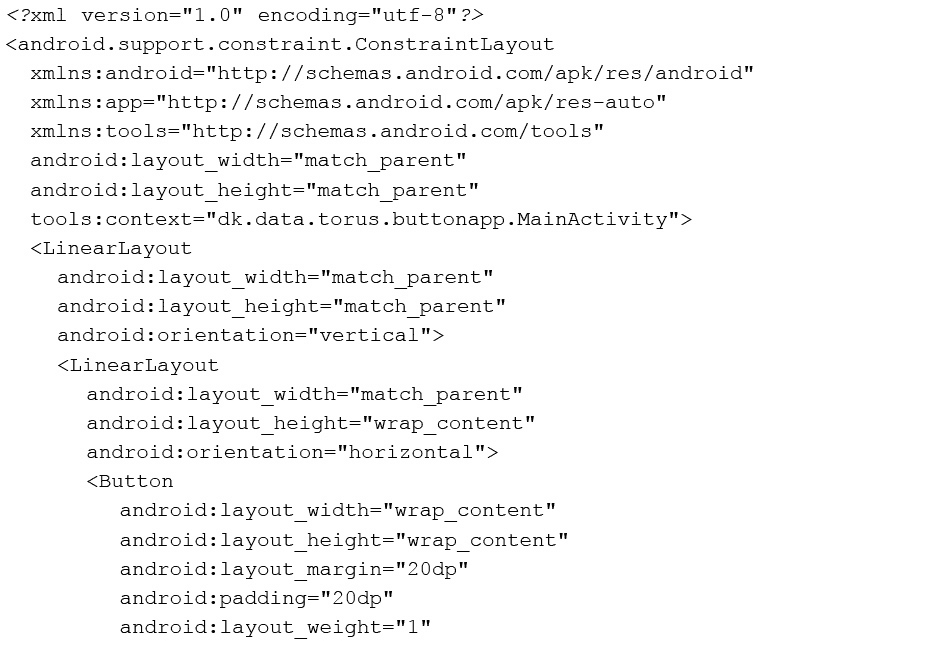 <?xml version="1.0" encoding="utf-8"?>
<android.support.constraint.ConstraintLayout
xmlns:android="http://schemas.android.com/apk/res/android"
xmlns:app="http://schemas.android.com/apk/res-auto"
xmlns:tools="http://schemas.android.com/tools"
android:layout_width="match_parent"
android:layout_height="match_parent"
tools:context="dk.data.torus.buttonapp.MainActivity">
<LinearLayout
android:layout_width="match_parent"
android:layout_height="match_parent"
android:orientation="vertical">
<LinearLayout
android:layout_width="match_parent"
android:layout_height="wrap_content"
android:orientation="horizontal">
<Button
android:layout_width="wrap_content"
android:layout_height="wrap_content"
android:layout_margin="20dp"
android:padding="20dp"
android:layout_weight="1"